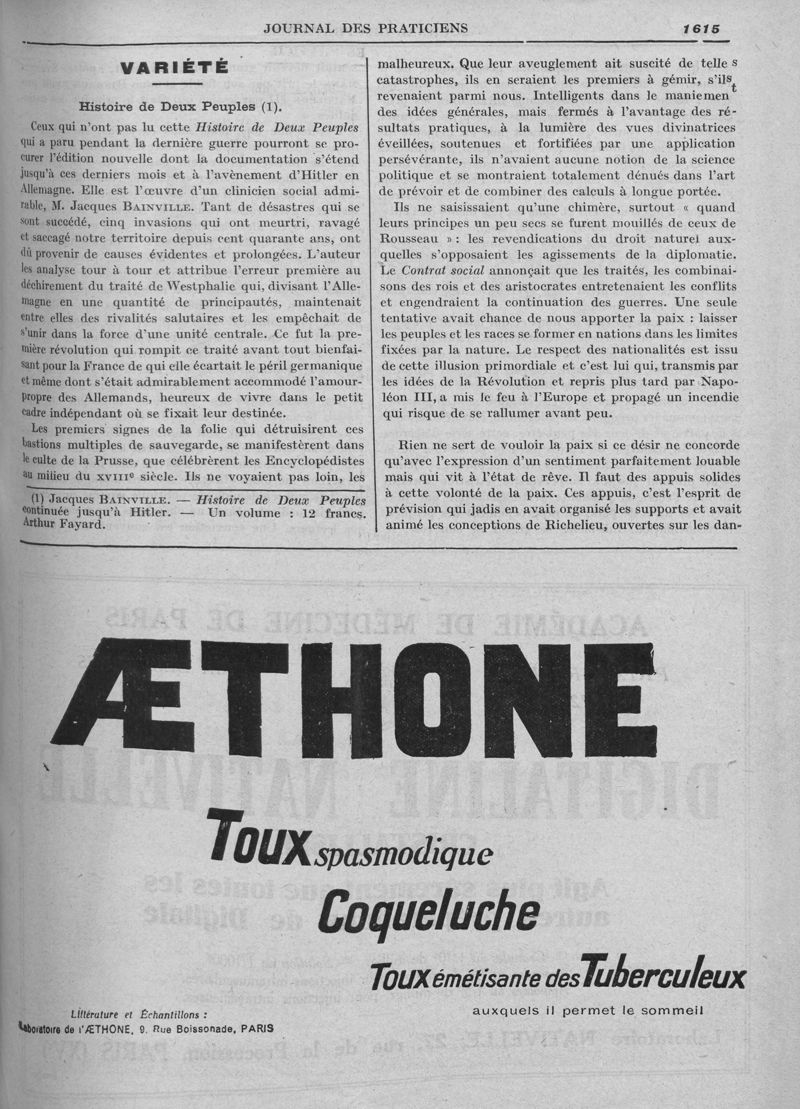 JOURNAL DES PRATICIENS 1615
VARIÉTÉ
Histoire de Deux Peuples (1).
Ceux qui n'ont pas lu cette Histoire de Deux Peuples
qui a paru pendant la dernière guerre pourront se pro-
curer l'édition nouvelle dont la documentation s'étend
jusqu'à ces derniers mois et à l'avènement d'Hitler en
Allemagne. Elle est l'œuvre d'un clinicien social admi-
rable, M. Jacques BAINVILLE. Tant de désastres qui se
sont succédé, cinq invasions qui ont meurtri, ravagé
et saccagé notre territoire depuis cent quarante ans, ont
dû provenir de causes évidentes et prolongées. L'auteur
les analyse tour à tour et attribue l'erreur première au
déchirement du traité de Westphalie qui, divisant l'Alle-
magne en une quantité de principautés, maintenait
entre elles des rivalités salutaires et les empêchait de
s'unir dans la force d'une unité centrale. Ce fut la pre-
mière révolution qui rompit ce traité avant tout bienfai-
sant pour la France de qui elle écartait le péril germanique
et même dont s'était admirablement accommodé l'amour-
propre des Allemands, heureux de vivre dans le petit
cadre indépendant où se fixait leur destinée.
Les premiers signes de la folie qui détruisirent ces
bastions multiples de sauvegarde, se manifestèrent dans
le culte de la Prusse, que célébrèrent les Encyclopédistes
au milieu du XVIIIe siècle. Ils ne voyaient pas loin, les
(1) Jacques BAINVILLE. — Histoire de Deux Peuples
continuée jusqu'à Hitler. — Un volume : 12 francs.
Arthur Fayard.
malheureux. Que leur aveuglement ait suscité de telle s
catastrophes, ils en seraient les premiers à gémir, s'ils
revenaient parmi nous. Intelligents dans le maniement
des idées générales, mais fermés à l'avantage des ré-
sultats pratiques, à la lumière des vues divinatrices
éveillées, soutenues et fortifiées par une application
persévérante, ils n'avaient aucune notion de la science
politique et se montraient totalement dénués dans l'art
de prévoir et de combiner des calculs à longue portée.
Ils ne saisissaient qu'une chimère, surtout « quand
leurs principes un peu secs se furent mouillés de ceux de
Rousseau » : les revendications du droit naturel aux-
quelles s'opposaient les agissements de la diplomatie.
Le Contrat social annonçait que les traités, les combinai-
sons des rois et des aristocrates entretenaient les conflits
et engendraient la continuation des guerres. Une seule
tentative avait chance de nous apporter la paix : laisser
les peuples et les races se former en nations dans les limites
fixées par la nature. Le respect des nationalités est issu
de cette illusion primordiale et c'est lui qui, transmis par
les idées de la Révolution et repris plus tard par Napo-
léon III, a mis le feu à l'Europe et propagé un incendie
qui risque de se rallumer avant peu.
Rien ne sert de vouloir la paix si ce désir ne concorde
qu'avec l'expression d'un sentiment parfaitement louable
mais qui vit à l'état de rêve. Il faut des appuis solides
à cette volonté de la paix. Ces appuis, c'est l'esprit de
prévision qui jadis en avait organisé les supports et avait
animé les conceptions de Richelieu, ouvertes sur les dan-
ÆTHONE
Toux spasmodique
Coqueluche
Toux émétisante des Tuberculeux
auxquels il permet le sommeil
Littérature et Échantillons :
Laboratoire de l'ÆTHONE, 9, Rue Boissonade, PARIS